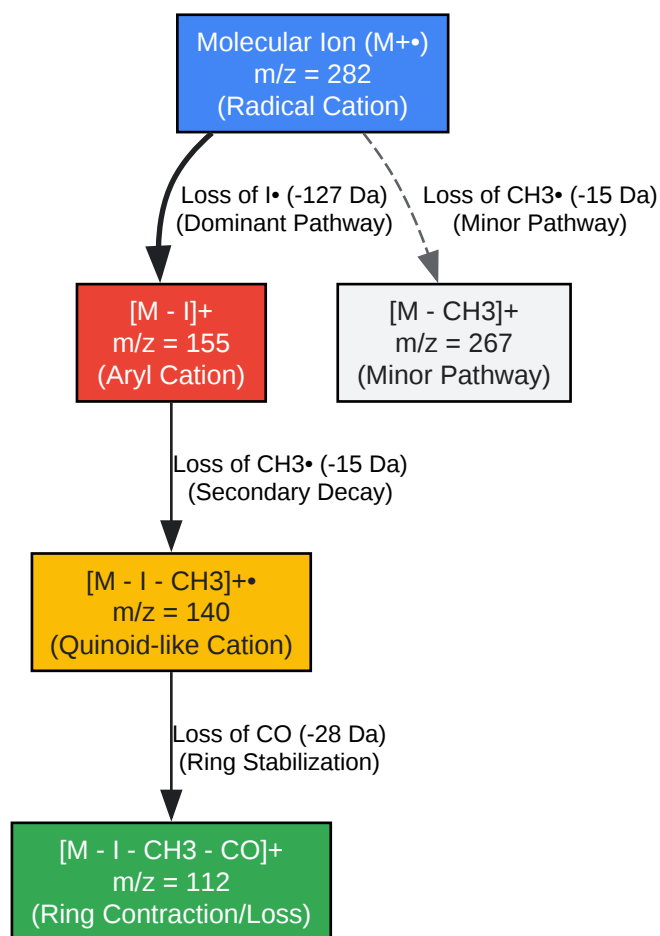 Molecular Ion (M+•)
m/z = 282
(Radical Cation)
Loss of I• (-127 Da)
(Dominant Pathway)
Loss of CH3• (-15 Da)
(Minor Pathway)
[M - I]+
m/z = 155
(Aryl Cation)
[M - CH3]+
m/z = 267
(Minor Pathway)
Loss of CH3• (-15 Da)
(Secondary Decay)
[M - I - CH3]+•
m/z = 140
(Quinoid-like Cation)
Loss of CO (-28 Da)
(Ring Stabilization)
[M - I - CH3 - CO]+
m/z = 112
(Ring Contraction/Loss)